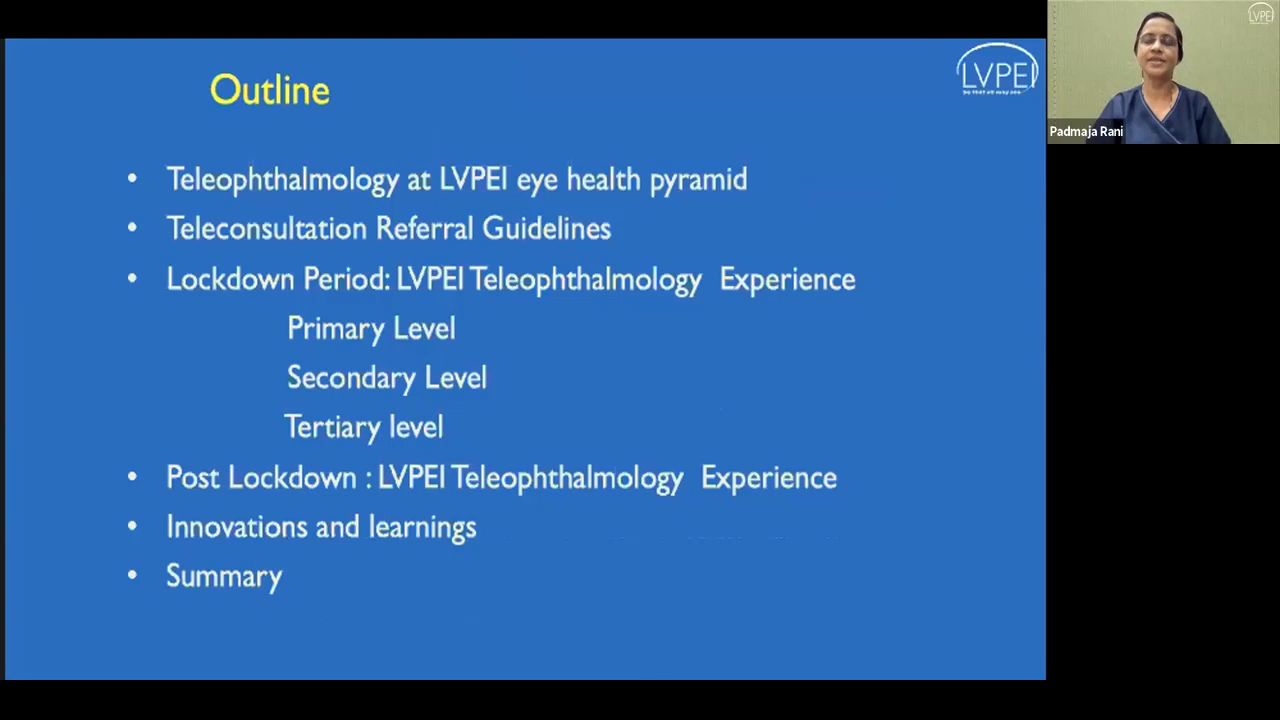 Outline
LVPEI
• Teleophthalmology at LVPEI eye health pyramid
• Teleconsultation Referral Guidelines
• Lockdown Period: LVPEI Teleophthalmology Experience
Primary Level
Secondary Level
Tertiary level
• Post Lockdown : LVPEI Teleophthalmology Experience
• Innovations and learnings
• Summary
LVPEI
Padmaja Rani